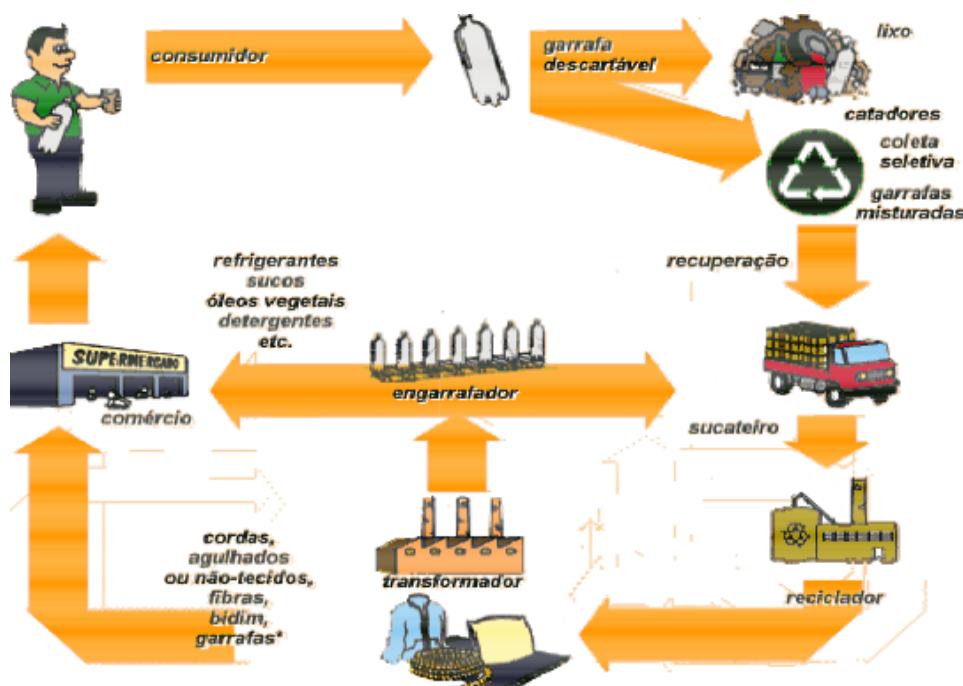 consumidor
garrafa
descartável
lixo
catadores
coleta
seletiva
garrafas
misturadas
recuperação
refrigerantes
sucos
óleos vegetais
detergentes
etc.
SUPERMERCADO
comércio
engarrafador
sucateiro
cordas,
agulhados
ou não-tecidos,
fibras,
bidim,
garrafas*
transformador
reciclador